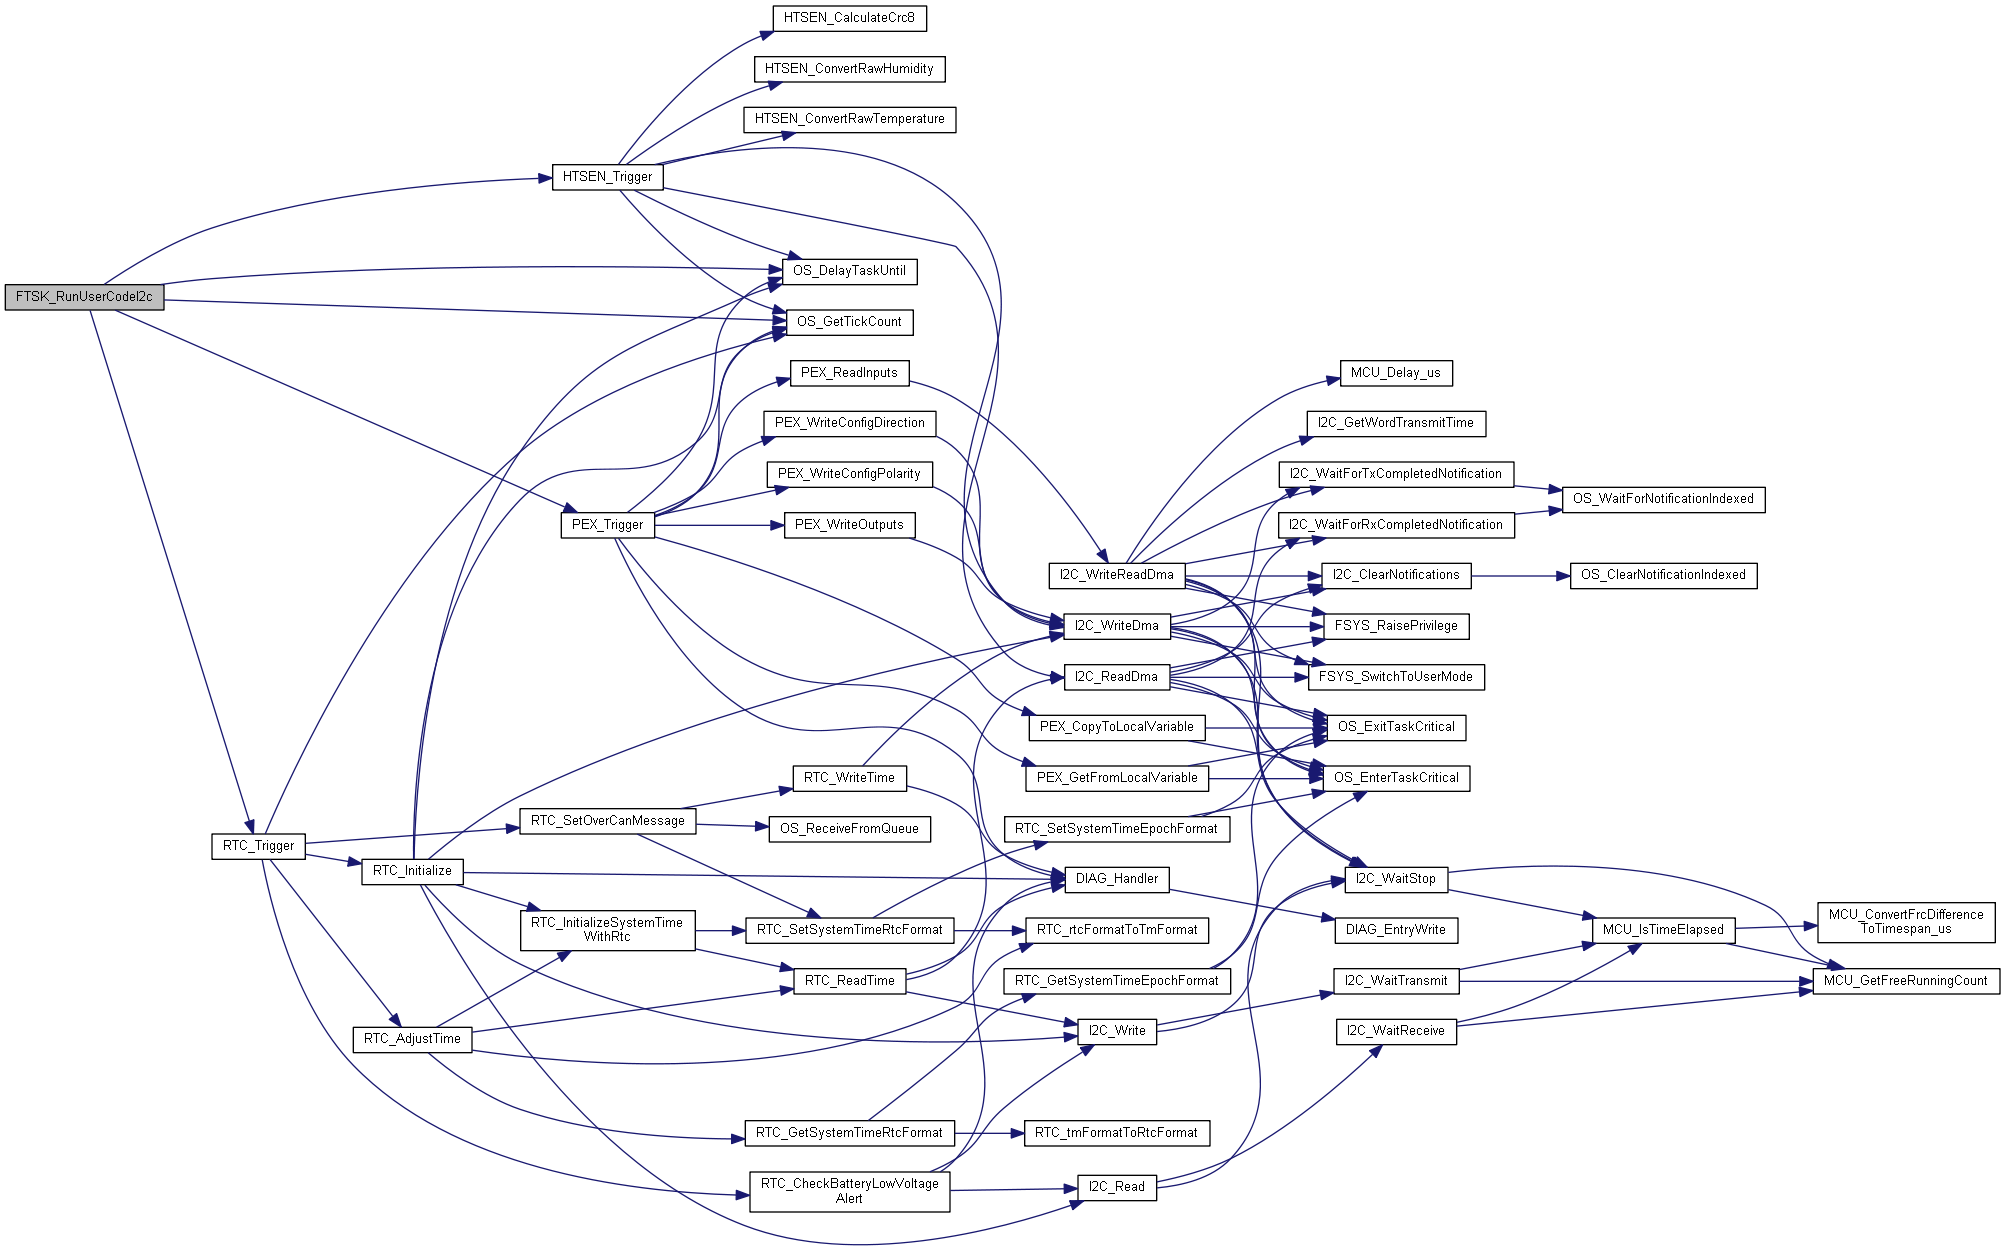 HTSEN_CalculateCrc8
HTSEN_ConvertRawHumidity
HTSEN_ConvertRawTemperature
HTSEN_Trigger
OS_DelayTaskUntil
FTSK_RunUserCodeI2c
OS_GetTickCount
PEX_ReadInputs
MCU_Delay_us
PEX_WriteConfigDirection
I2C_GetWordTransmitTime
PEX_WriteConfigPolarity
I2C_WaitForTxCompletedNotification
OS_WaitForNotificationIndexed
PEX_Trigger
PEX_WriteOutputs
I2C_WaitForRxCompletedNotification
I2C_WriteReadDma
I2C_ClearNotifications
OS_ClearNotificationIndexed
I2C_WriteDma
FSYS_RaisePrivilege
I2C_ReadDma
FSYS_SwitchToUserMode
PEX_CopyToLocalVariable
OS_ExitTaskCritical
RTC_WriteTime
PEX_GetFromLocalVariable
OS_EnterTaskCritical
RTC_SetOverCanMessage
OS_ReceiveFromQueue
RTC_SetSystemTimeEpochFormat
RTC_Trigger
RTC_Initialize
DIAG_Handler
I2C_WaitStop
RTC_InitializeSystemTime
WithRtc
RTC_SetSystemTimeRtcFormat
RTC_rtcFormatToTmFormat
DIAG_EntryWrite
MCU_IsTimeElapsed
MCU_ConvertFrcDifference
ToTimespan_us
RTC_ReadTime
RTC_GetSystemTimeEpochFormat
I2C_WaitTransmit
MCU_GetFreeRunningCount
RTC_AdjustTime
I2C_Write
I2C_WaitReceive
RTC_GetSystemTimeRtcFormat
RTC_tmFormatToRtcFormat
RTC_CheckBatteryLowVoltage
Alert
I2C_Read